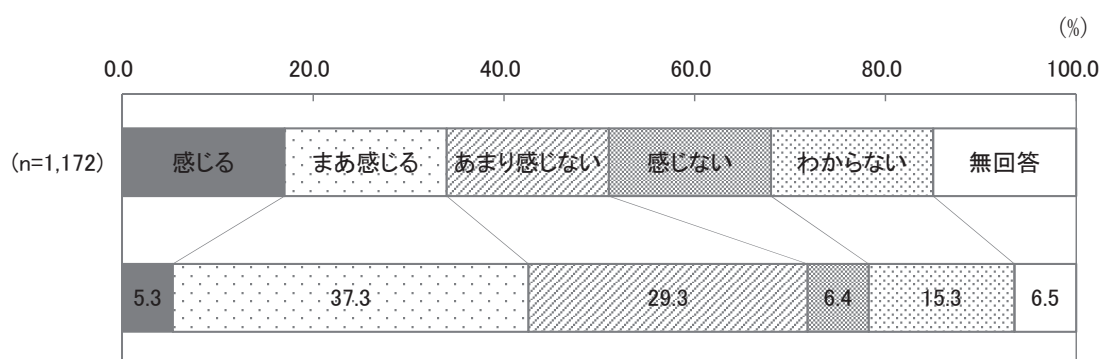 (%)
0.0 20.0 40.0 60.0 80.0 100.0
(n=1,172) 感じる まあ感じる あまり感じない 感じない わからない 無回答
5.3 37.3 29.3 6.4 15.3 6.5